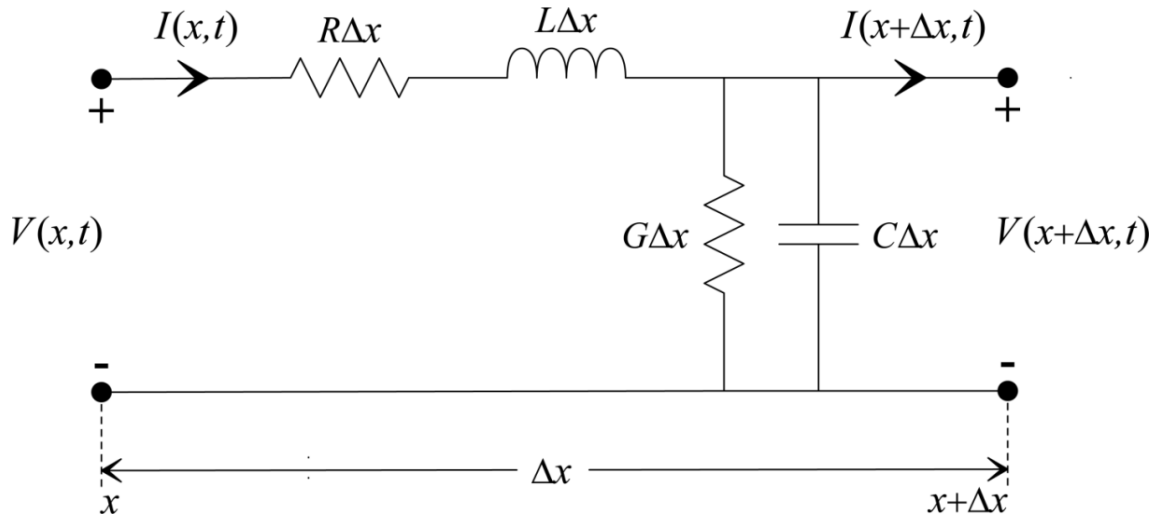 I(x,t) RΔx LΔx I(x+Δx,t)
+ +
V(x,t) GΔx CΔx V(x+Δx,t)
- -
Δx
x x+Δx